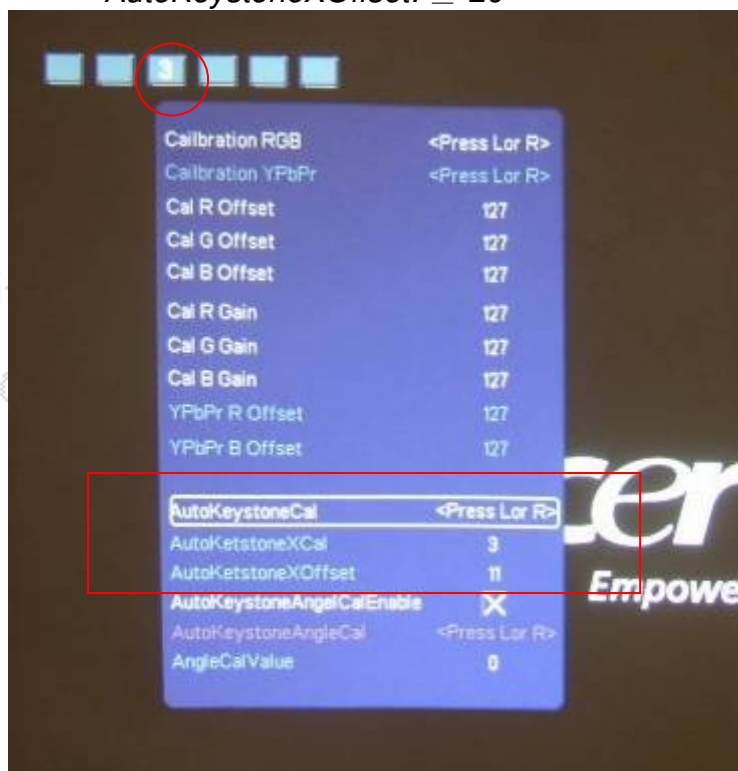 AutoKeystoneXOffset: ± 20
3
Cailbration RGB <Press Lor R>
Cailbration YPbPr <Press Lor R>
Cal R Offset 127
Cal G Offset 127
Cal B Offset 127
Cal R Gain 127
Cal G Gain 127
Cal B Gain 127
YPbPr R Offset 127
YPbPr B Offset 127
AutoKeystoneCal <Press Lor R>
AutoKetstoneXCal 3
AutoKetstoneXOffset 11
AutoKeystoneAngelCalEnable
AutoKeystoneAngleCal <Press Lor R>
AngleCalValue 0
cer
Empowe